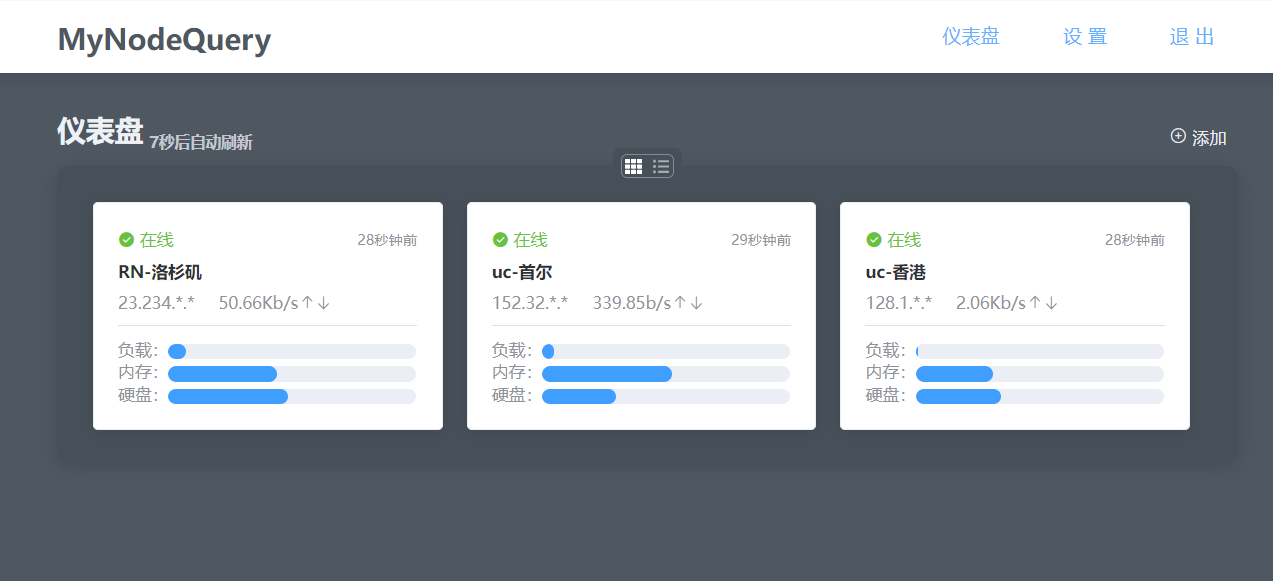 MyNodeQuery
仪表盘 设 置 退 出
仪表盘 7秒后自动刷新
添加
在线 28秒钟前
RN-洛杉矶
23.234.*.* 50.66Kb/s↑↓
负载：
内存：
硬盘：
在线 29秒钟前
uc-首尔
152.32.*.* 339.85b/s↑↓
负载：
内存：
硬盘：
在线 28秒钟前
uc-香港
128.1.*.* 2.06Kb/s↑↓
负载：
内存：
硬盘：